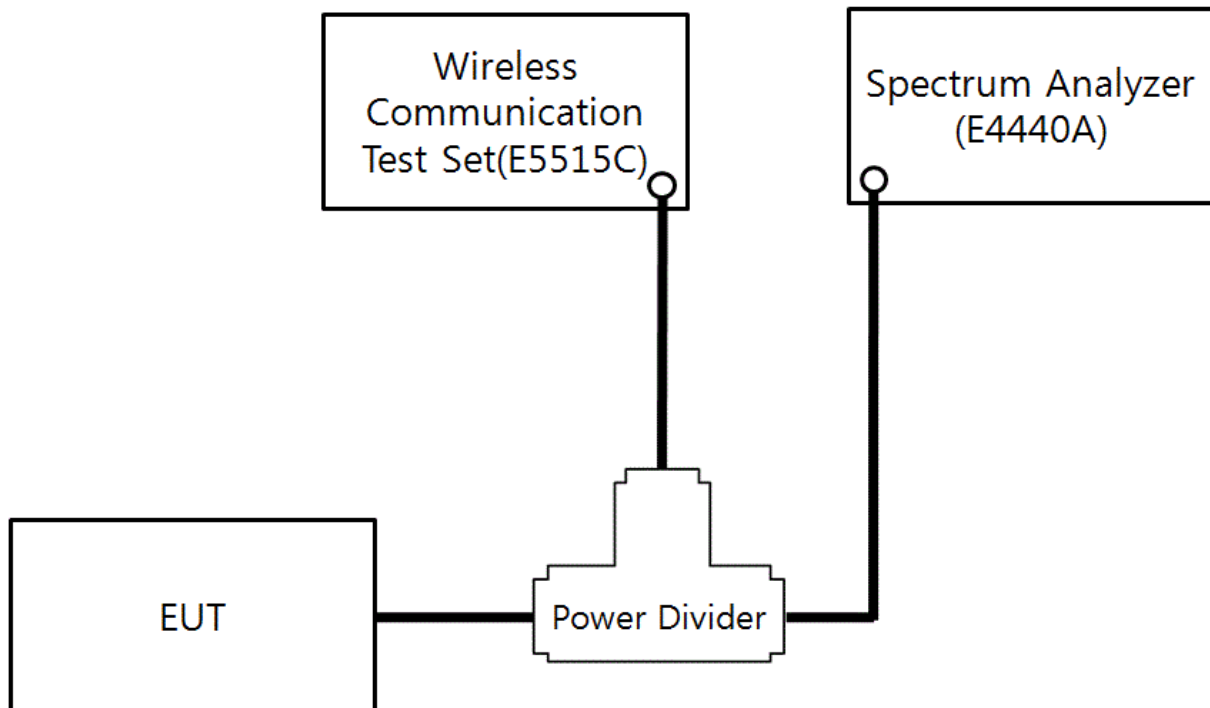 Wireless
Communication
Test Set(E5515C)
Spectrum Analyzer
(E4440A)
EUT
Power Divider